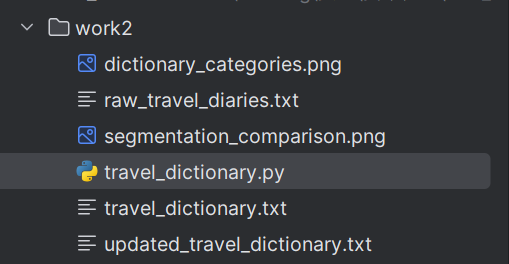 work2
dictionary_categories.png
raw_travel_diaries.txt
segmentation_comparison.png
travel_dictionary.py
travel_dictionary.txt
updated_travel_dictionary.txt